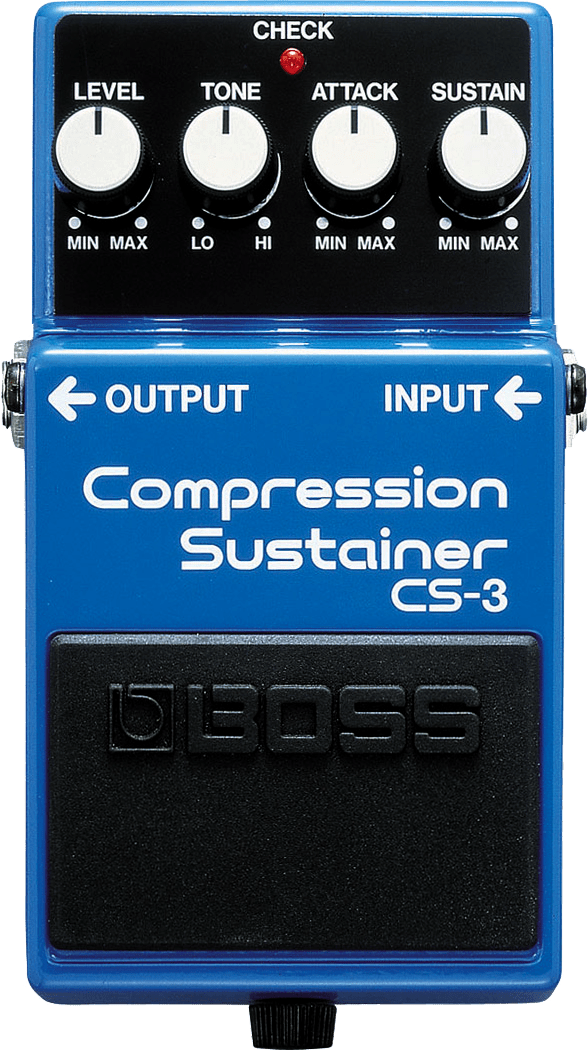 CHECK
LEVEL TONE ATTACK SUSTAIN
MIN MAX LO HI MIN MAX MIN MAX
← OUTPUT INPUT ←
Compression
Sustainer
CS-3
BOSS